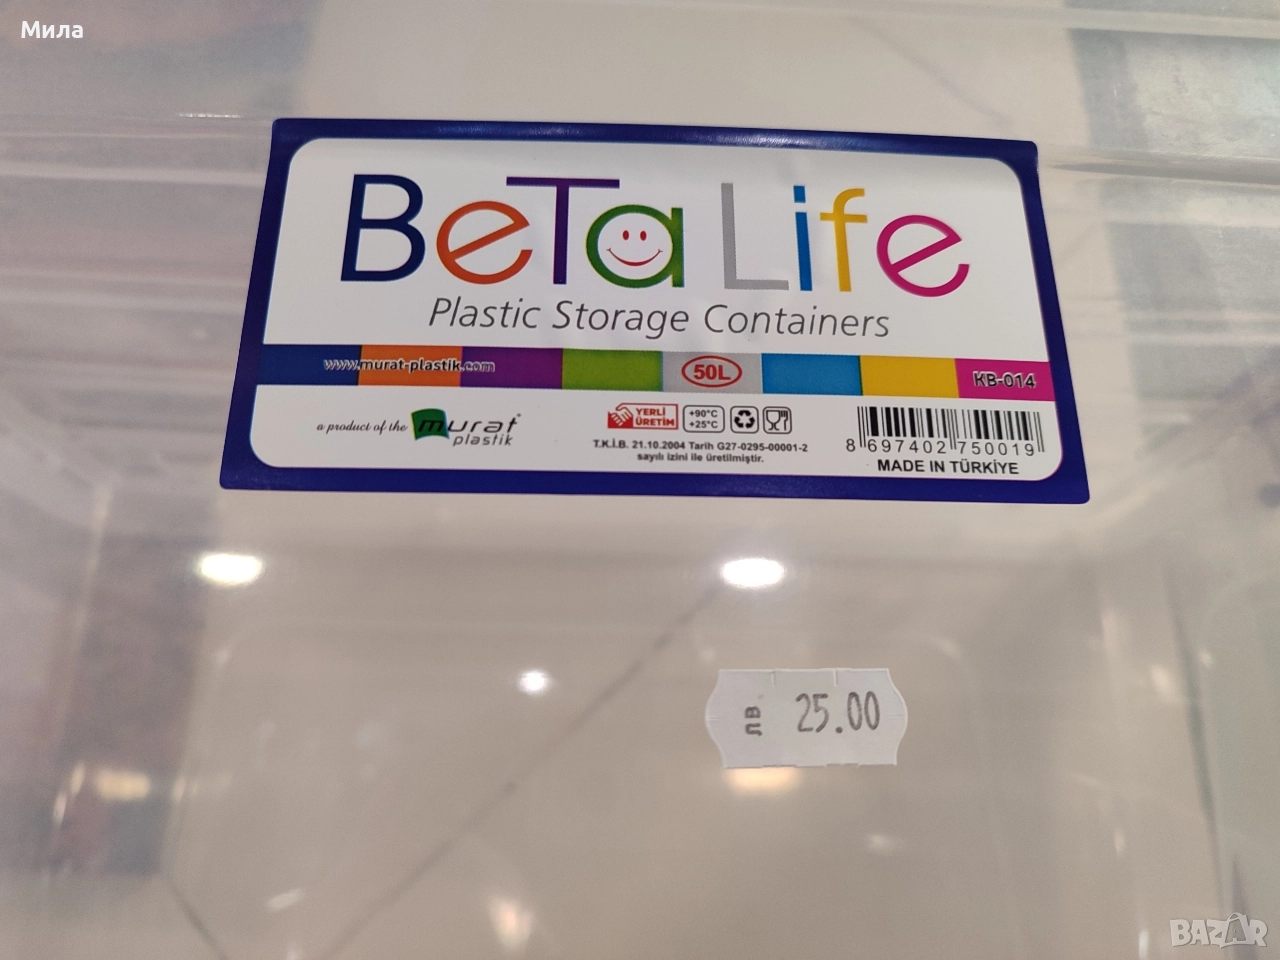 Мила
BeTa Life
Plastic Storage Containers
www.murat-plastik.com
50L
KB-014
a product of the murat plastik
YERLİ ÜRETİM
+90°C
+25°C
T.K.İ.B. 21.10.2004 Tarih G27-0295-00001-2
sayılı izini ile üretilmiştir.
8 697402 750019
MADE IN TÜRKİYE
лв 25.00
BAZAR